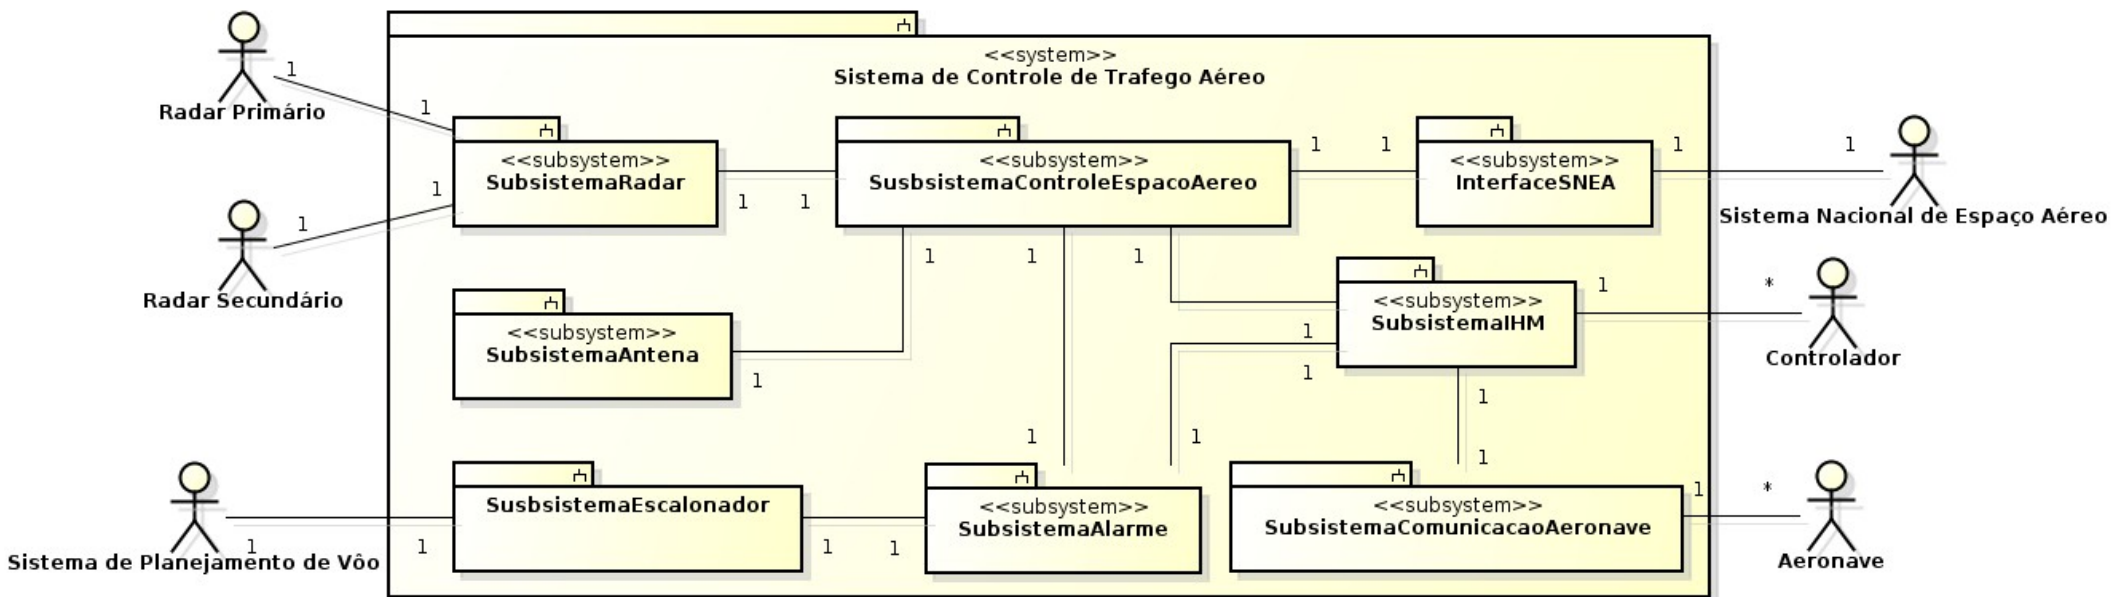 <<system>>
Sistema de Controle de Trafego Aéreo
1
1
Radar Primário
<<subsystem>>
SubsistemaRadar
1
1
<<subsystem>>
SusbsistemaControleEspacoAereo
1
1
<<subsystem>>
InterfaceSNEA
1
1
Sistema Nacional de Espaço Aéreo
1
1
Radar Secundário
1
1
1
<<subsystem>>
SubsistemaAntena
1
<<subsystem>>
SubsistemaIHM
1
*
Controlador
1
1
1
1
1
1
Sistema de Planejamento de Vôo
1
1
SusbsistemaEscalonador
1
1
<<subsystem>>
SubsistemaAlarme
<<subsystem>>
SubsistemaComunicacaoAeronave
1
*
Aeronave